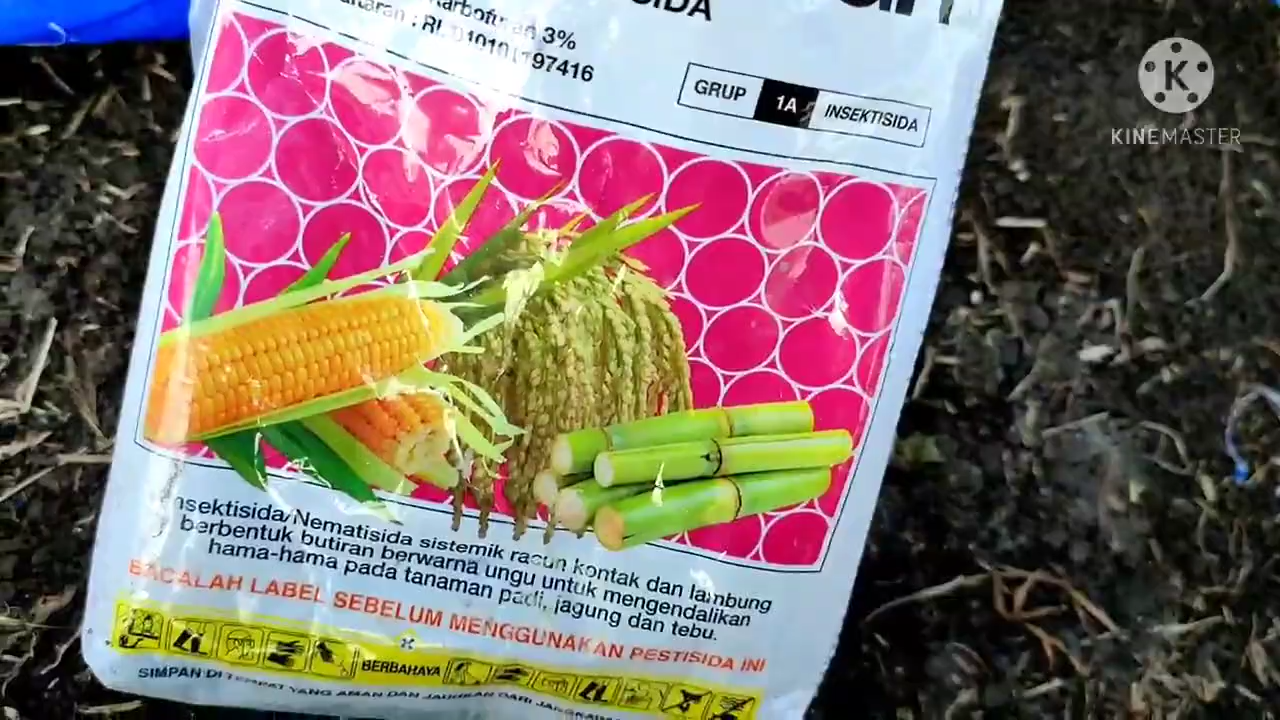 SIDA
Karbofuran 3%
RI. 0101011197416
GRUP 1A INSEKTISIDA
KINEMASTER
Insektisida/Nematisida sistemik racun kontak dan lambung
berbentuk butiran berwarna ungu untuk mengendalikan
hama-hama pada tanaman padi, jagung dan tebu.
BACALAH LABEL SEBELUM MENGGUNAKAN PESTISIDA INI
BERBAHAYA
SIMPAN DI TEMPAT YANG AMAN DAN JAUHKAN DARI JANGKAUAN